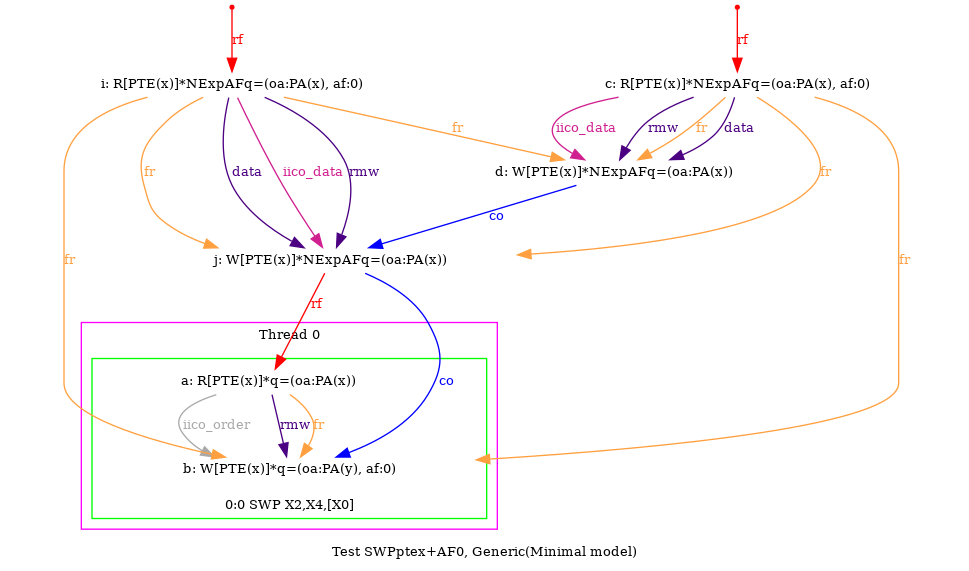 rf
rf
i: R[PTE(x)]*NExpAFq=(oa:PA(x), af:0)
c: R[PTE(x)]*NExpAFq=(oa:PA(x), af:0)
fr
iico_data
rmw
fr
data
fr
data
iico_data
rmw
d: W[PTE(x)]*NExpAFq=(oa:PA(x))
fr
co
fr
j: W[PTE(x)]*NExpAFq=(oa:PA(x))
fr
rf
Thread 0
a: R[PTE(x)]*q=(oa:PA(x))
co
iico_order
rmw
fr
b: W[PTE(x)]*q=(oa:PA(y), af:0)
0:0 SWP X2,X4,[X0]
Test SWPptex+AF0, Generic(Minimal model)